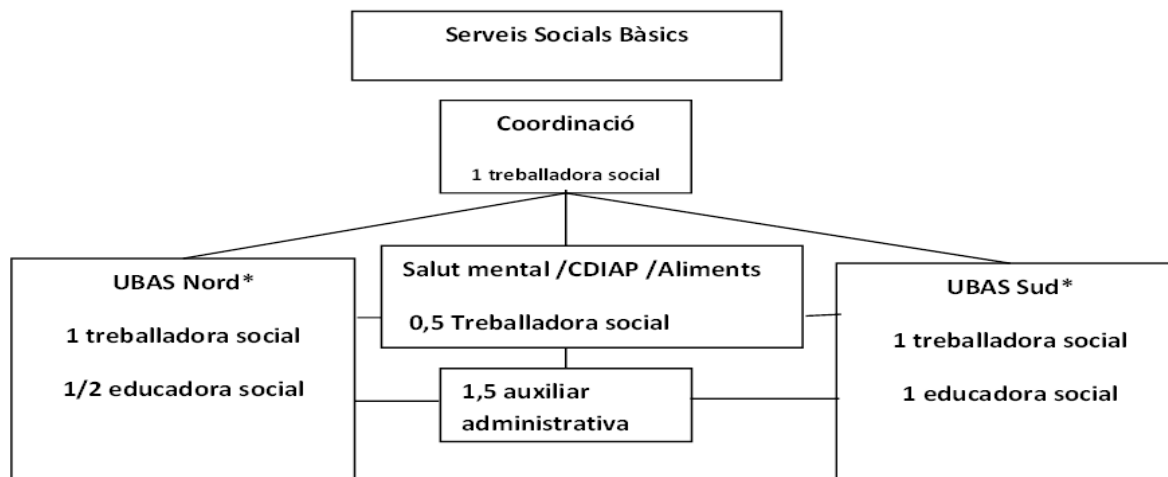 Serveis Socials Bàsics
Coordinació
1 treballadora social
UBAS Nord*
1 treballadora social
1/2 educadora social
Salut mental /CDIAP /Aliments
0,5 Treballadora social
1,5 auxiliar
administrativa
UBAS Sud*
1 treballadora social
1 educadora social